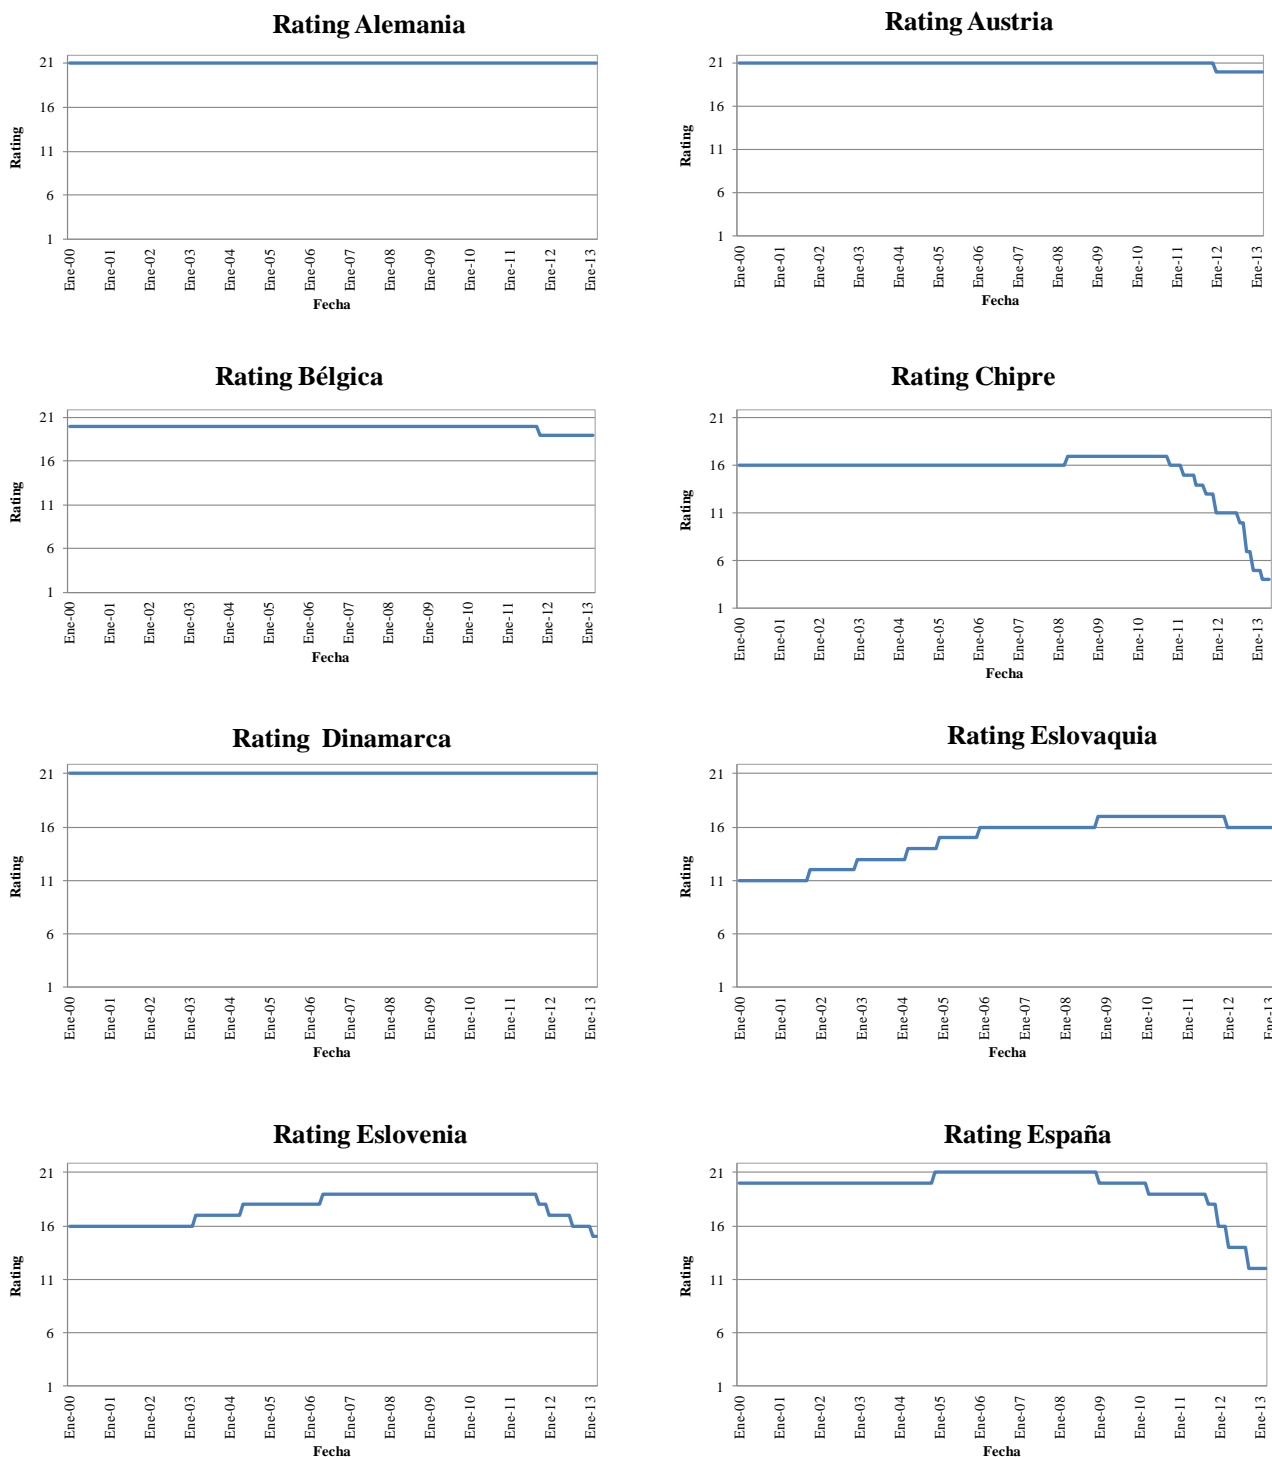 Rating Alemania
21
16
11
6
1
Rating
Ene-00 Ene-01 Ene-02 Ene-03 Ene-04 Ene-05 Ene-06 Ene-07 Ene-08 Ene-09 Ene-10 Ene-11 Ene-12 Ene-13
Fecha
Rating Austria
21
16
11
6
1
Rating
Ene-00 Ene-01 Ene-02 Ene-03 Ene-04 Ene-05 Ene-06 Ene-07 Ene-08 Ene-09 Ene-10 Ene-11 Ene-12 Ene-13
Fecha
Rating Bélgica
21
16
11
6
1
Rating
Ene-00 Ene-01 Ene-02 Ene-03 Ene-04 Ene-05 Ene-06 Ene-07 Ene-08 Ene-09 Ene-10 Ene-11 Ene-12 Ene-13
Fecha
Rating Chipre
21
16
11
6
1
Rating
Ene-00 Ene-01 Ene-02 Ene-03 Ene-04 Ene-05 Ene-06 Ene-07 Ene-08 Ene-09 Ene-10 Ene-11 Ene-12 Ene-13
Fecha
Rating Dinamarca
21
16
11
6
1
Rating
Ene-00 Ene-01 Ene-02 Ene-03 Ene-04 Ene-05 Ene-06 Ene-07 Ene-08 Ene-09 Ene-10 Ene-11 Ene-12 Ene-13
Fecha
Rating Eslovaquia
21
16
11
6
1
Rating
Ene-00 Ene-01 Ene-02 Ene-03 Ene-04 Ene-05 Ene-06 Ene-07 Ene-08 Ene-09 Ene-10 Ene-11 Ene-12 Ene-13
Fecha
Rating Eslovenia
21
16
11
6
1
Rating
Ene-00 Ene-01 Ene-02 Ene-03 Ene-04 Ene-05 Ene-06 Ene-07 Ene-08 Ene-09 Ene-10 Ene-11 Ene-12 Ene-13
Fecha
Rating España
21
16
11
6
1
Rating
Ene-00 Ene-01 Ene-02 Ene-03 Ene-04 Ene-05 Ene-06 Ene-07 Ene-08 Ene-09 Ene-10 Ene-11 Ene-12 Ene-13
Fecha